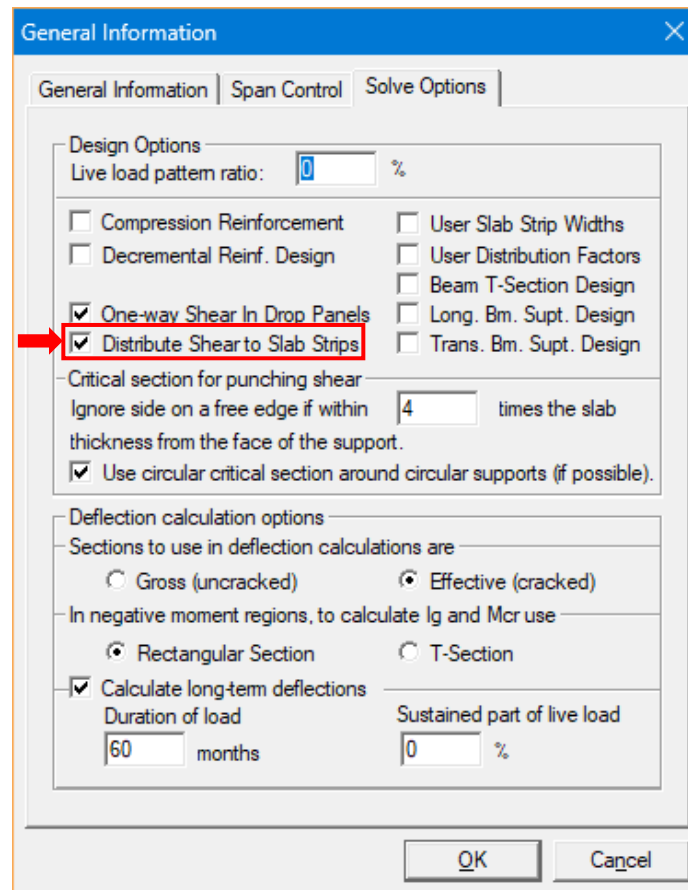 General Information
General Information Span Control Solve Options
Design Options
Live load pattern ratio: 0 %
Compression Reinforcement User Slab Strip Widths
Decremental Reinf. Design User Distribution Factors
Beam T-Section Design
One-way Shear In Drop Panels Long. Bm. Supt. Design
Distribute Shear to Slab Strips Trans. Bm. Supt. Design
Critical section for punching shear
Ignore side on a free edge if within 4 times the slab
thickness from the face of the support.
Use circular critical section around circular supports (if possible).
Deflection calculation options
Sections to use in deflection calculations are
Gross (uncracked) Effective (cracked)
In negative moment regions, to calculate Ig and Mcr use
Rectangular Section T-Section
Calculate long-term deflections
Duration of load Sustained part of live load
60 months 0 %
OK Cancel